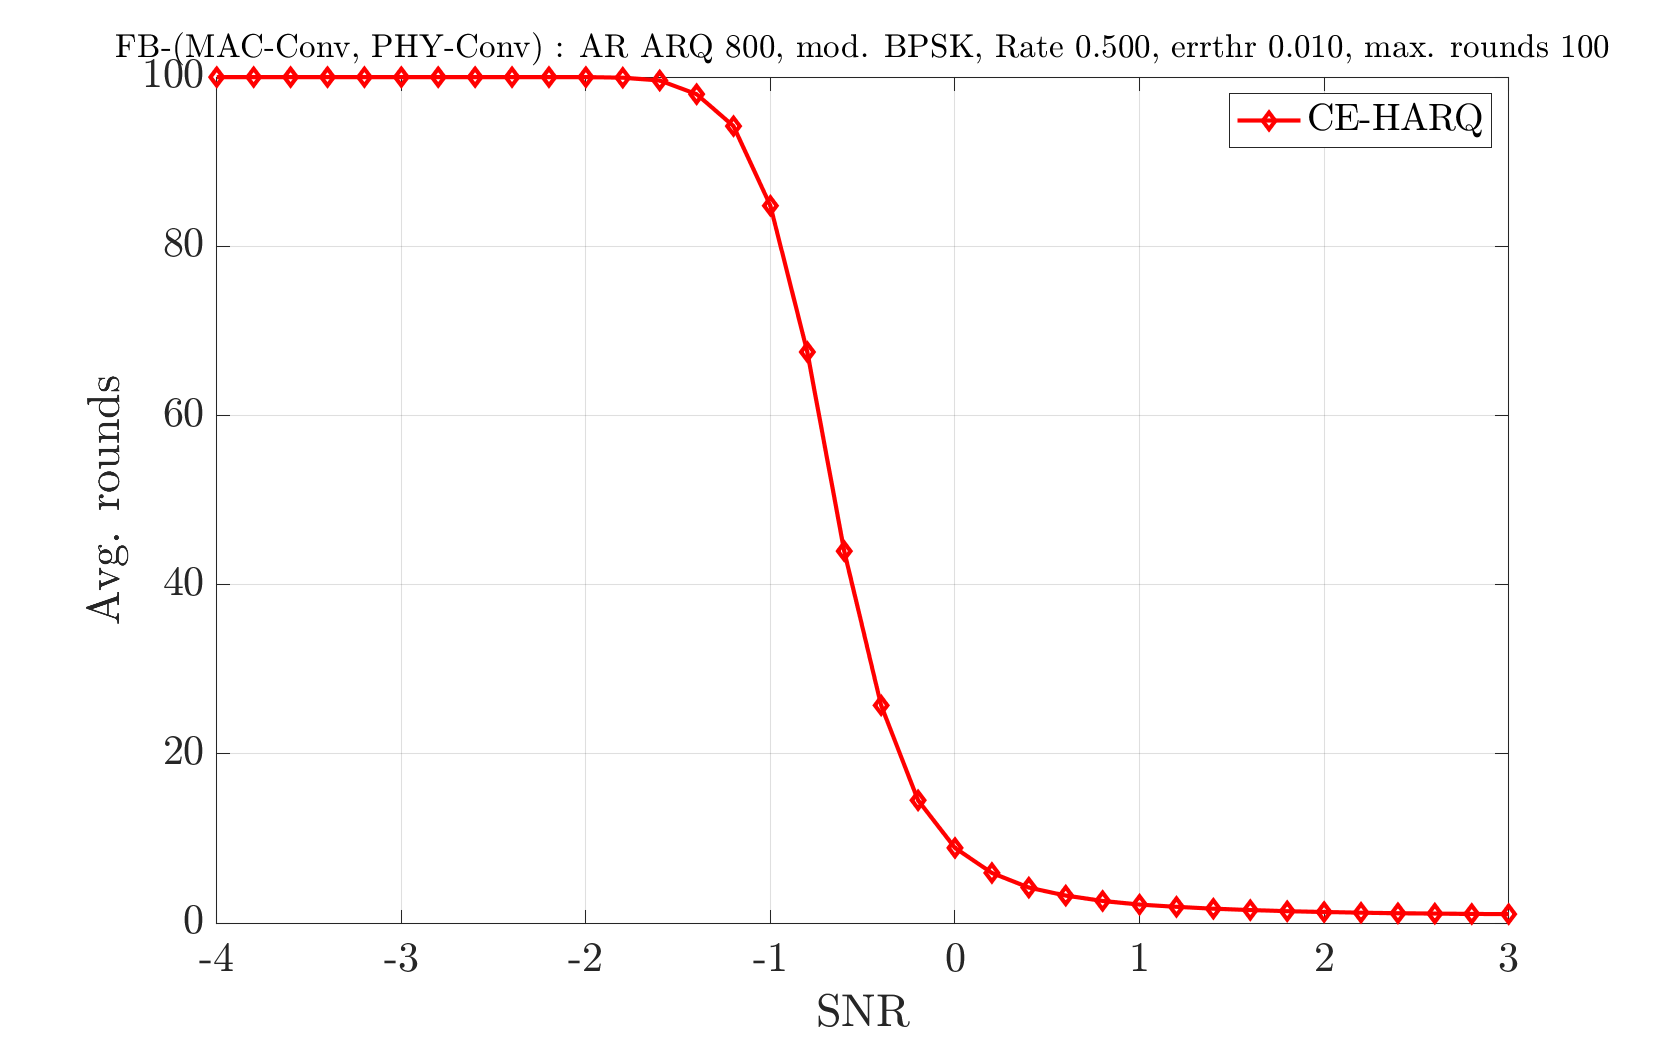 FB-(MAC-Conv, PHY-Conv) : AR ARQ 800, mod. BPSK, Rate 0.500, errthr 0.010, max. rounds 100
CE-HARQ
100
80
60
40
20
0
Avg. rounds
-4 -3 -2 -1 0 1 2 3
SNR